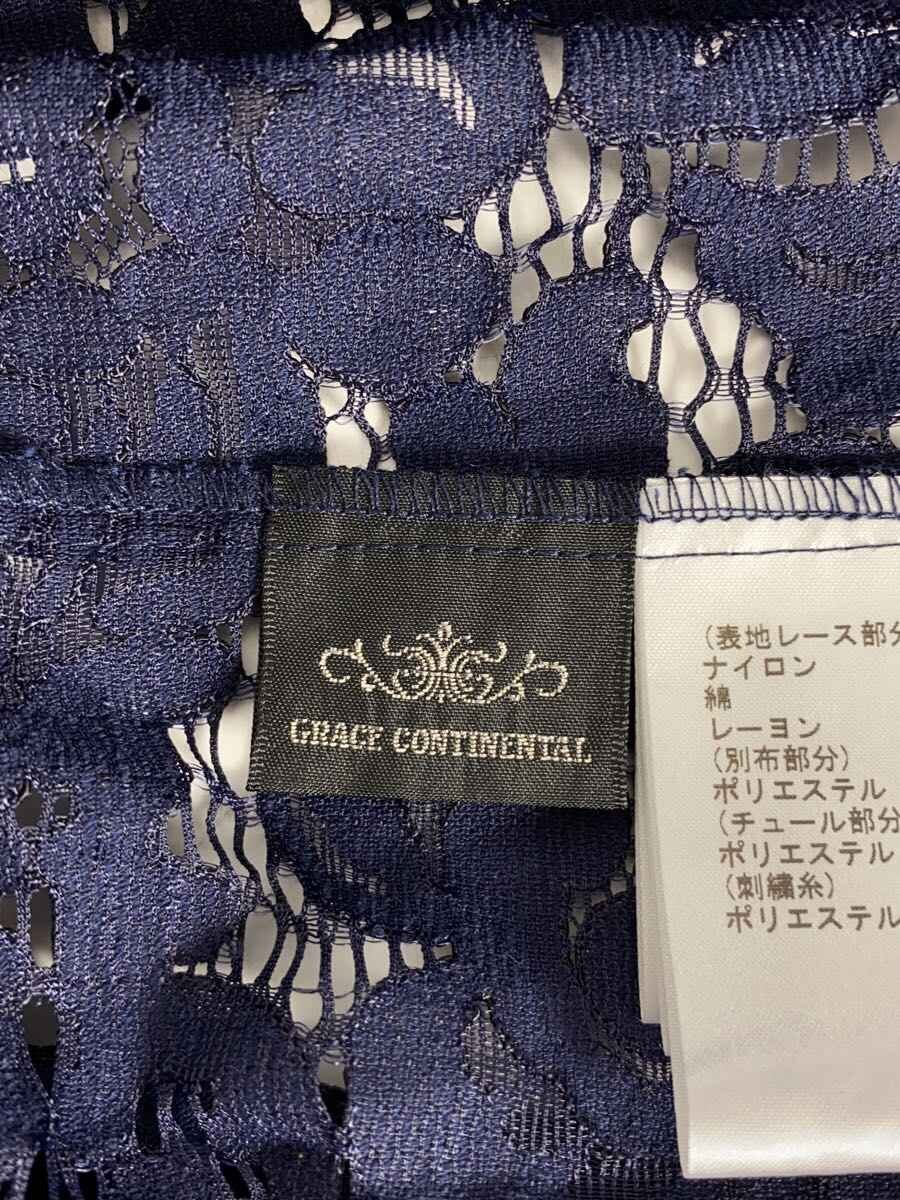 GRACE CONTINENTAL
(表地レース部分
ナイロン
綿
レーヨン
(別布部分)
ポリエステル
(チュール部分
ポリエステル
(刺繍糸)
ポリエステル